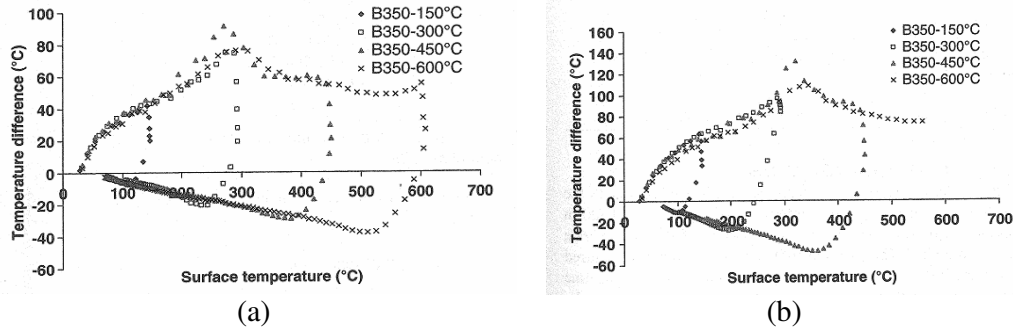 100
80
60
40
20
0
-20
-40
-60
Temperature difference (°C)
100 200 300 400 500 600 700
Surface temperature (°C)
B350-150°C
B350-300°C
B350-450°C
B350-600°C
(a)
160
140
120
100
80
60
40
20
0
-20
-40
-60
Temperature difference (°C)
100 200 300 400 500 600 700
Surface temperature (°C)
B350-150°C
B350-300°C
B350-450°C
B350-600°C
(b)